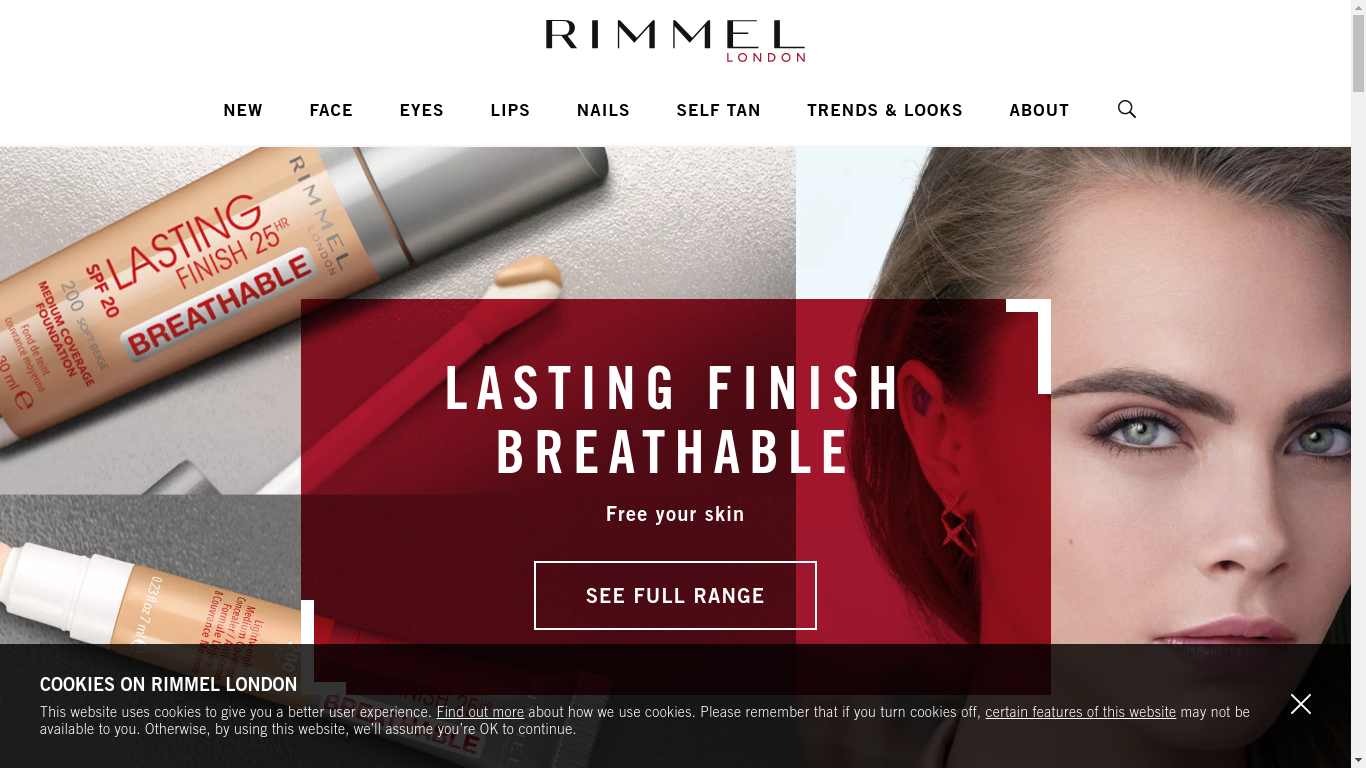 RIMMEL
LONDON
NEW FACE EYES LIPS NAILS SELF TAN TRENDS & LOOKS ABOUT
RIMMEL
LONDON
LASTING
FINISH 25HR
BREATHABLE
SPF 20
200 SOFT BEIGE
MEDIUM COVERAGE
FOUNDATION
Fond de teint
couvrance moyenne
30 ml e
LASTING FINISH
BREATHABLE
Free your skin
SEE FULL RANGE
0.23 fl oz 7 ml e
200
BREATHABLE
COOKIES ON RIMMEL LONDON
This website uses cookies to give you a better user experience. Find out more about how we use cookies. Please remember that if you turn cookies off, certain features of this website may not be
available to you. Otherwise, by using this website, we'll assume you're OK to continue.